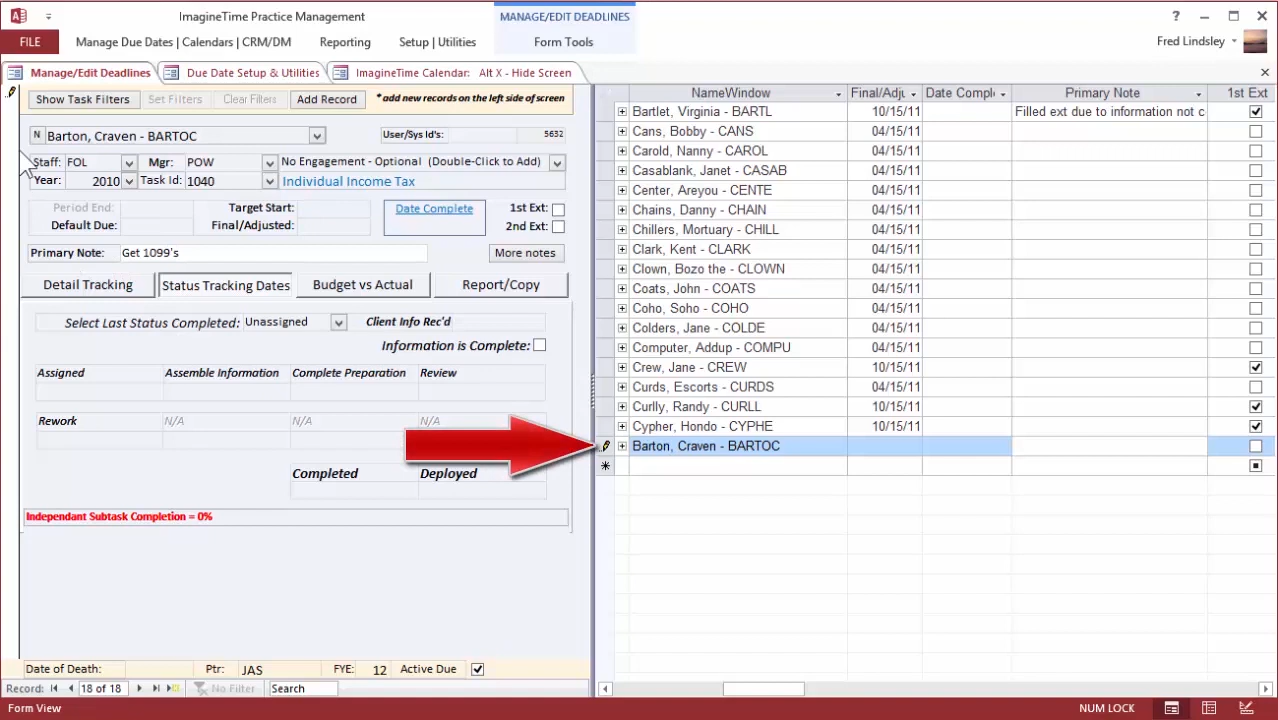 ImagineTime Practice Management
MANAGE/EDIT DEADLINES
FILE
Manage Due Dates | Calendars | CRM/DM
Reporting
Setup | Utilities
Form Tools
Fred Lindsley
Manage/Edit Deadlines
Due Date Setup & Utilities
ImagineTime Calendar: Alt X - Hide Screen
Show Task Filters
Set Filters
Clear Filters
Add Record
* add new records on the left side of screen
N Barton, Craven - BARTOC
User/Sys Id's: 5632
Staff: FOL Mgr: POW No Engagement - Optional (Double-Click to Add)
Year: 2010 Task Id: 1040 Individual Income Tax
Period End: Target Start: Date Complete 1st Ext:
Default Due: Final/Adjusted: 2nd Ext:
Primary Note: Get 1099's More notes
Detail Tracking
Status Tracking Dates
Budget vs Actual
Report/Copy
Select Last Status Completed: Unassigned Client Info Rec'd
Information is Complete:
Assigned Assemble Information Complete Preparation Review
Rework N/A N/A N/A
Completed Deployed
Independant Subtask Completion = 0%
Date of Death: Ptr: JAS FYE: 12 Active Due
Record: 18 of 18 No Filter Search
NameWindow Final/Adju Date Comple Primary Note 1st Ext
Bartlet, Virginia - BARTL 10/15/11 Filled ext due to information not c
Cans, Bobby - CANS 04/15/11
Carold, Nanny - CAROL 04/15/11
Casablank, Janet - CASAB 04/15/11
Center, Areyou - CENTE 04/15/11
Chains, Danny - CHAIN 04/15/11
Chillers, Mortuary - CHILL 04/15/11
Clark, Kent - CLARK 04/15/11
Clown, Bozo the - CLOWN 04/15/11
Coats, John - COATS 04/15/11
Coho, Soho - COHO 04/15/11
Colders, Jane - COLDE 04/15/11
Computer, Addup - COMPU 04/15/11
Crew, Jane - CREW 10/15/11
Curds, Escorts - CURDS 04/15/11
Curlly, Randy - CURLL 10/15/11
Cypher, Hondo - CYPHE 10/15/11
Barton, Craven - BARTOC
Form View
NUM LOCK